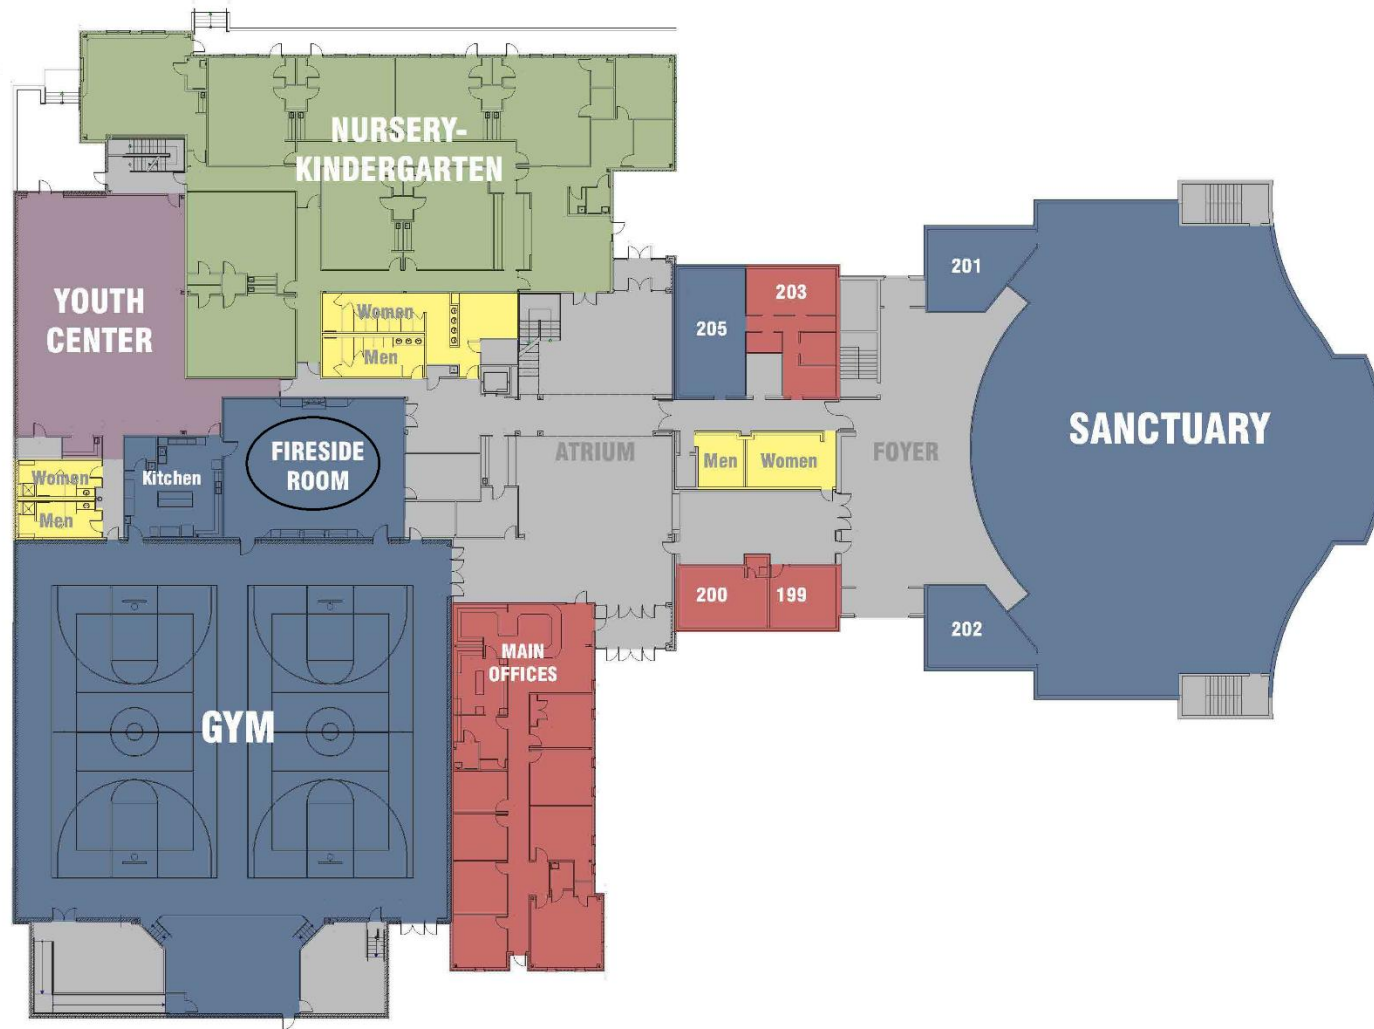 NURSERY-
KINDERGARTEN
YOUTH
CENTER
Women
Men
201
203
205
SANCTUARY
FIRESIDE
ROOM
Kitchen
ATRIUM
Men
Women
FOYER
Women
Men
200
199
202
MAIN
OFFICES
GYM